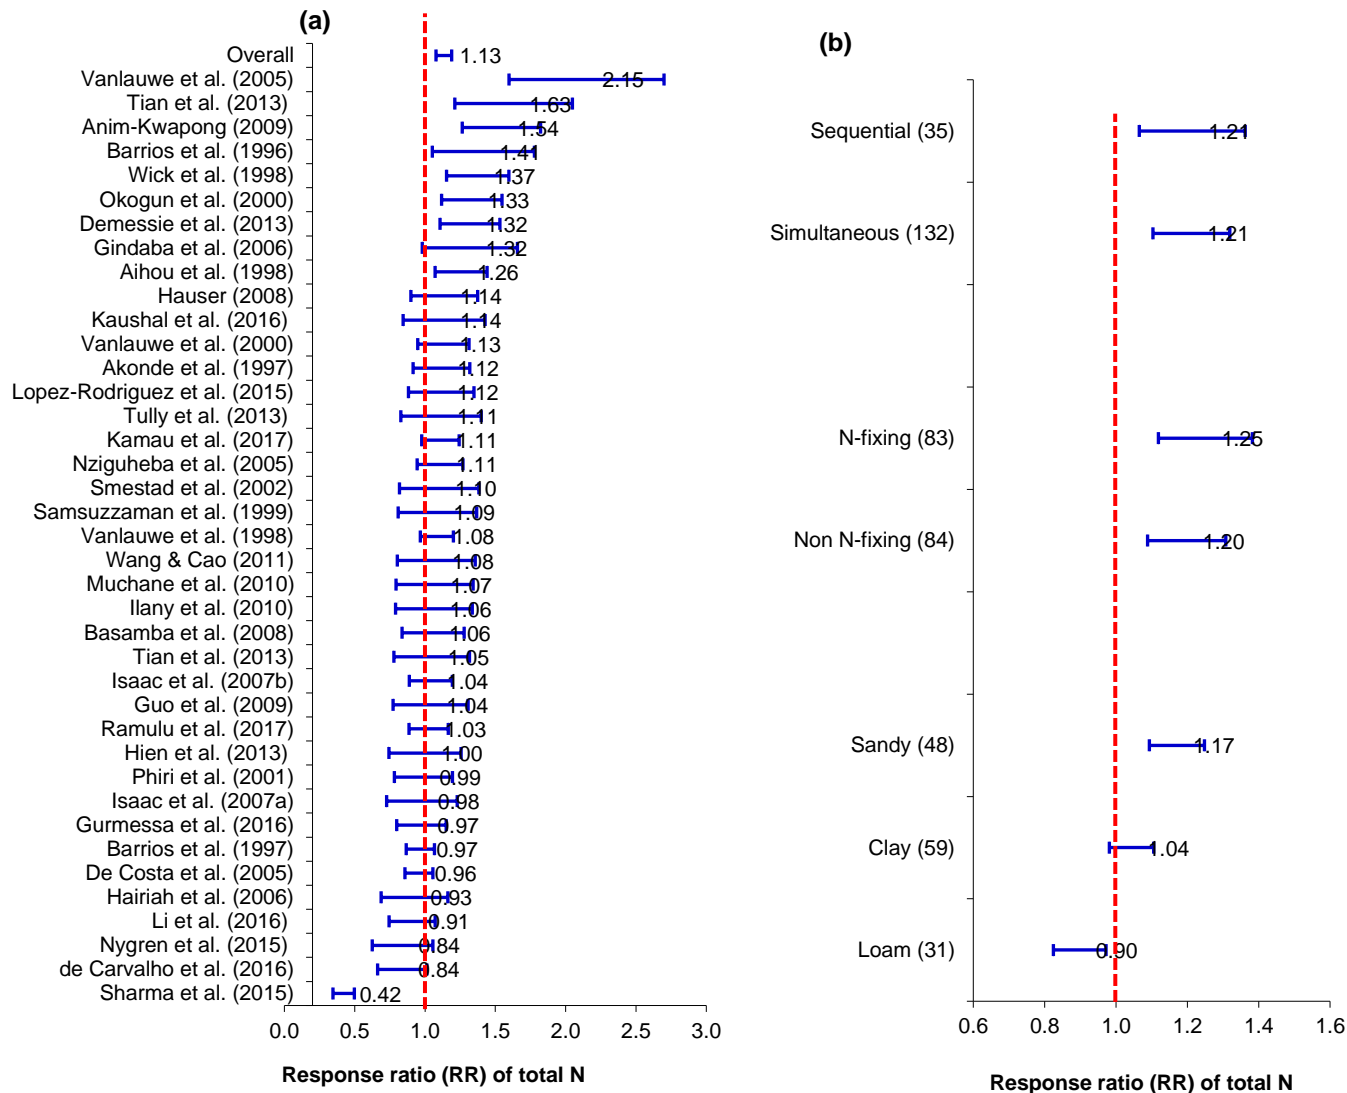 (a)
Overall 1.13
Vanlauwe et al. (2005) 2.15
Tian et al. (2013) 1.63
Anim-Kwapong (2009) 1.54
Barrios et al. (1996) 1.41
Wick et al. (1998) 1.37
Okogun et al. (2000) 1.33
Demessie et al. (2013) 1.32
Gindaba et al. (2006) 1.32
Aihou et al. (1998) 1.26
Hauser (2008) 1.14
Kaushal et al. (2016) 1.14
Vanlauwe et al. (2000) 1.13
Akonde et al. (1997) 1.12
Lopez-Rodriguez et al. (2015) 1.12
Tully et al. (2013) 1.11
Kamau et al. (2017) 1.11
Nziguheba et al. (2005) 1.11
Smestad et al. (2002) 1.10
Samsuzzaman et al. (1999) 1.09
Vanlauwe et al. (1998) 1.08
Wang & Cao (2011) 1.08
Muchane et al. (2010) 1.07
Ilany et al. (2010) 1.06
Basamba et al. (2008) 1.06
Tian et al. (2013) 1.05
Isaac et al. (2007b) 1.04
Guo et al. (2009) 1.04
Ramulu et al. (2017) 1.03
Hien et al. (2013) 1.00
Phiri et al. (2001) 0.99
Isaac et al. (2007a) 0.98
Gurmessa et al. (2016) 0.97
Barrios et al. (1997) 0.97
De Costa et al. (2005) 0.96
Hairiah et al. (2006) 0.93
Li et al. (2016) 0.91
Nygren et al. (2015) 0.84
de Carvalho et al. (2016) 0.84
Sharma et al. (2015) 0.42
0.0 0.5 1.0 1.5 2.0 2.5 3.0
Response ratio (RR) of total N
(b)
Sequential (35) 1.21
Simultaneous (132) 1.21
N-fixing (83) 1.25
Non N-fixing (84) 1.20
Sandy (48) 1.17
Clay (59) 1.04
Loam (31) 0.90
0.6 0.8 1.0 1.2 1.4 1.6
Response ratio (RR) of total N